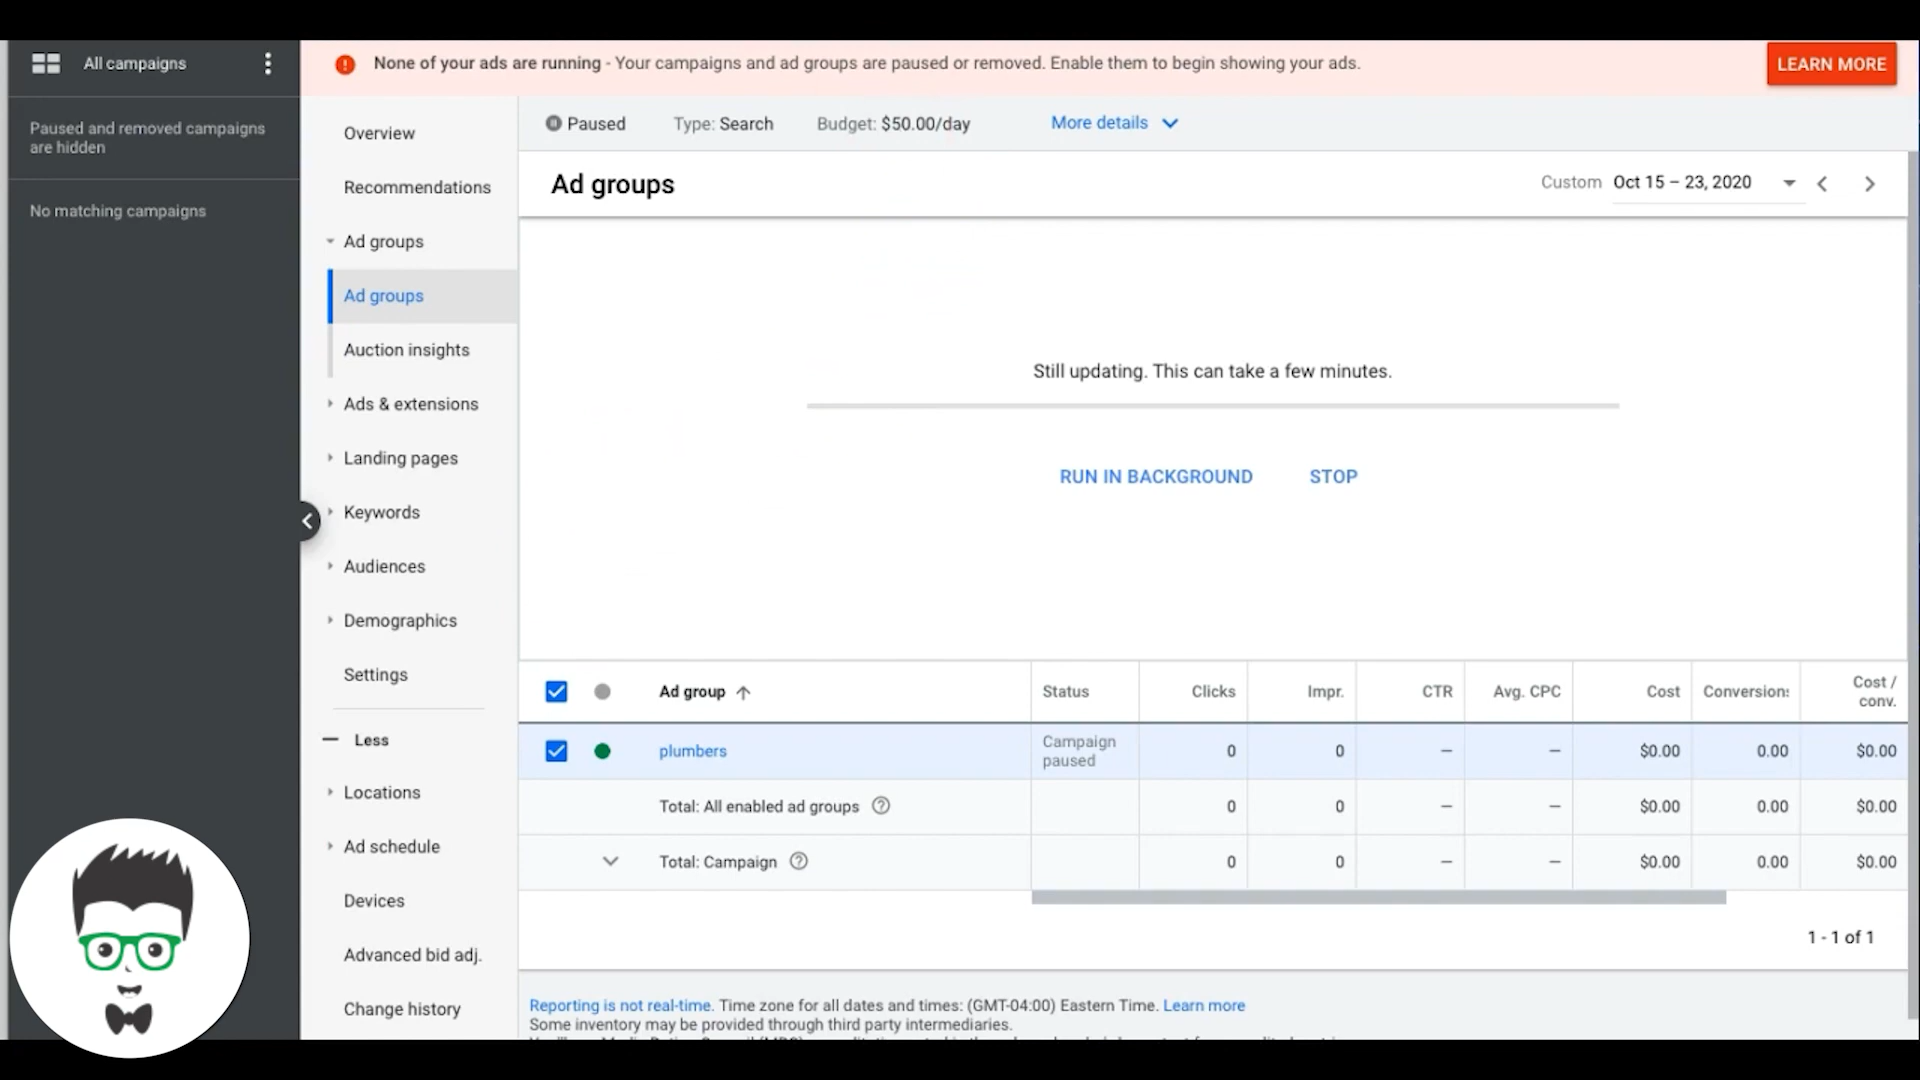 All campaigns
None of your ads are running - Your campaigns and ad groups are paused or removed. Enable them to begin showing your ads.
LEARN MORE
Paused and removed campaigns
are hidden
No matching campaigns
Overview
Recommendations
Ad groups
Ad groups
Auction insights
Ads & extensions
Landing pages
Keywords
Audiences
Demographics
Settings
Less
Locations
Ad schedule
Devices
Advanced bid adj.
Change history
Paused Type: Search Budget: $50.00/day More details
Ad groups
Custom Oct 15 – 23, 2020
Still updating. This can take a few minutes.
RUN IN BACKGROUND STOP
Ad group Status Clicks Impr. CTR Avg. CPC Cost Conversions Cost /
conv.
plumbers Campaign
paused 0 0 — — $0.00 0.00 $0.00
Total: All enabled ad groups 0 0 — — $0.00 0.00 $0.00
Total: Campaign 0 0 — — $0.00 0.00 $0.00
1 - 1 of 1
Reporting is not real-time. Time zone for all dates and times: (GMT-04:00) Eastern Time. Learn more
Some inventory may be provided through third party intermediaries.